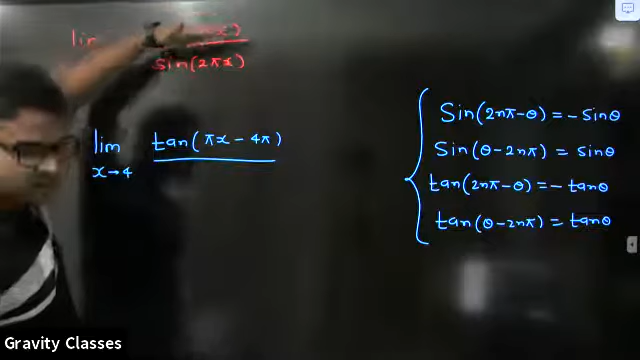 lim
sin(2πx)
lim tan(πx - 4π)
x→4
Sin(2nπ-θ) = - Sinθ
Sin(θ-2nπ) = sinθ
tan(2nπ-θ) = - tanθ
tan(θ-2nπ) = tanθ
Gravity Classes